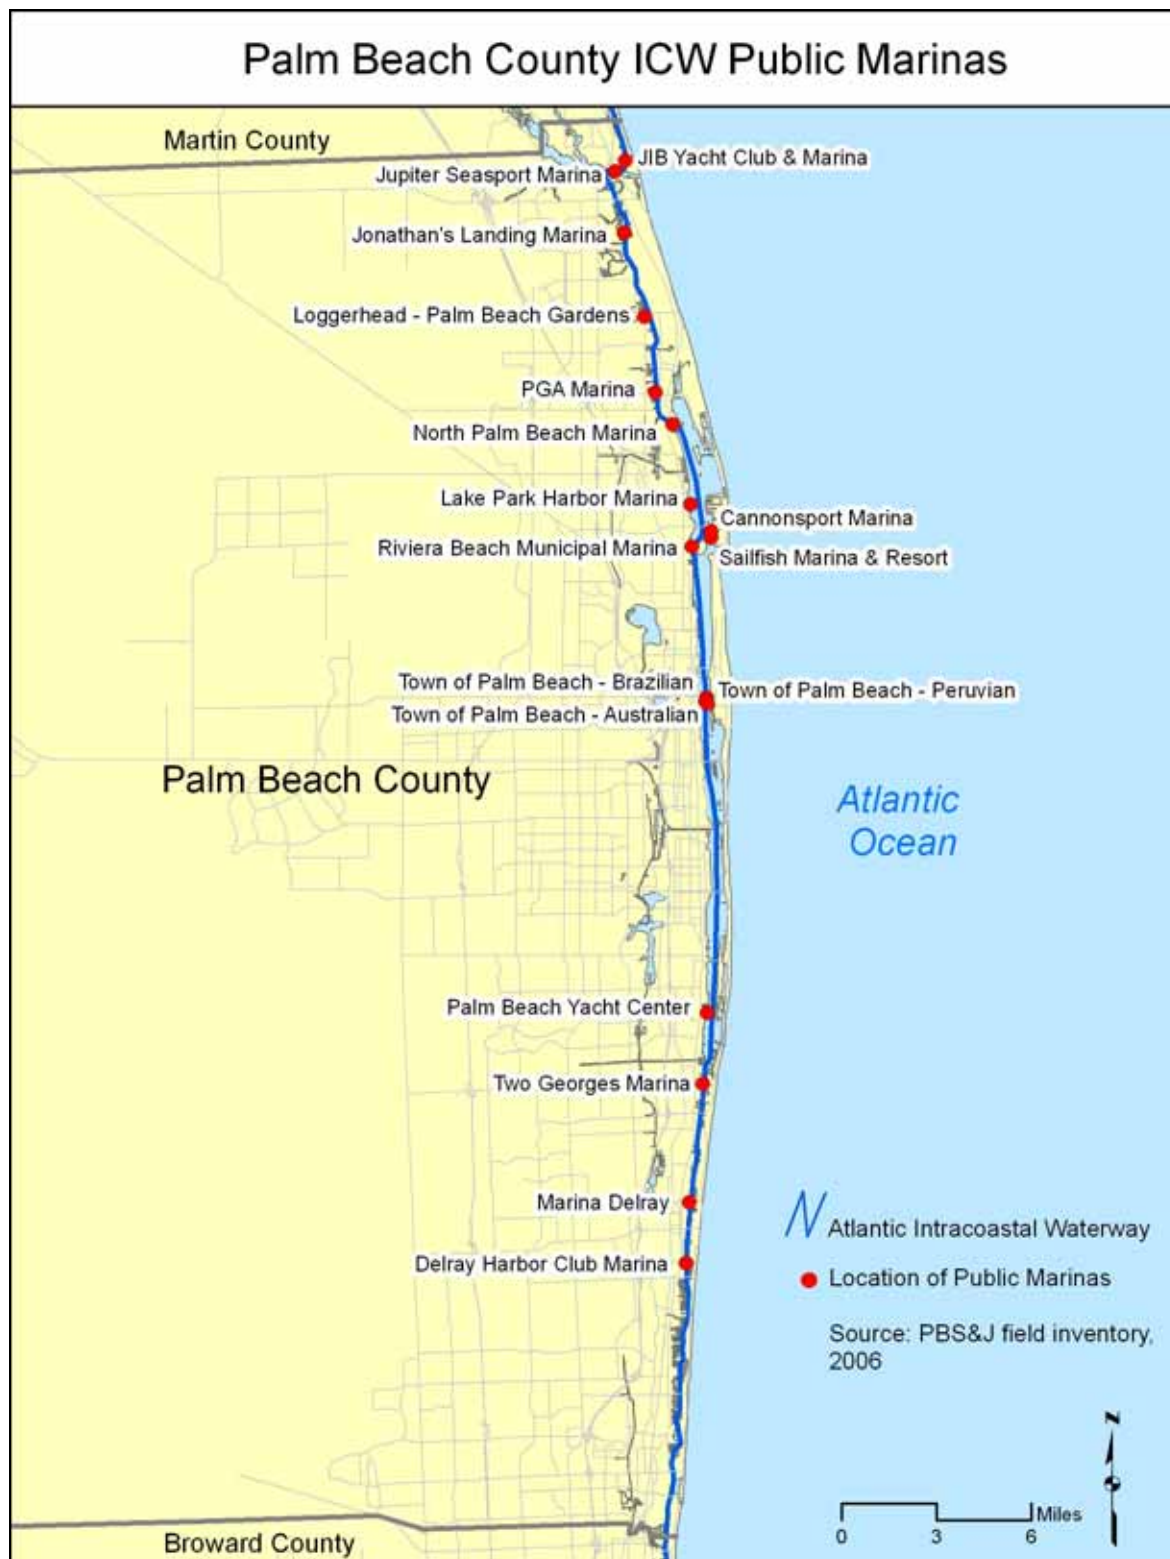 Palm Beach County ICW Public Marinas
Martin County
JIB Yacht Club & Marina
Jupiter Seasport Marina
Jonathan's Landing Marina
Loggerhead - Palm Beach Gardens
PGA Marina
North Palm Beach Marina
Lake Park Harbor Marina
Cannonsport Marina
Riviera Beach Municipal Marina
Sailfish Marina & Resort
Town of Palm Beach - Brazilian
Town of Palm Beach - Peruvian
Town of Palm Beach - Australian
Palm Beach County
Atlantic
Ocean
Palm Beach Yacht Center
Two Georges Marina
Marina Delray
Delray Harbor Club Marina
Atlantic Intracoastal Waterway
Location of Public Marinas
Source: PBS&J field inventory,
2006
N
Miles
0 3 6
Broward County